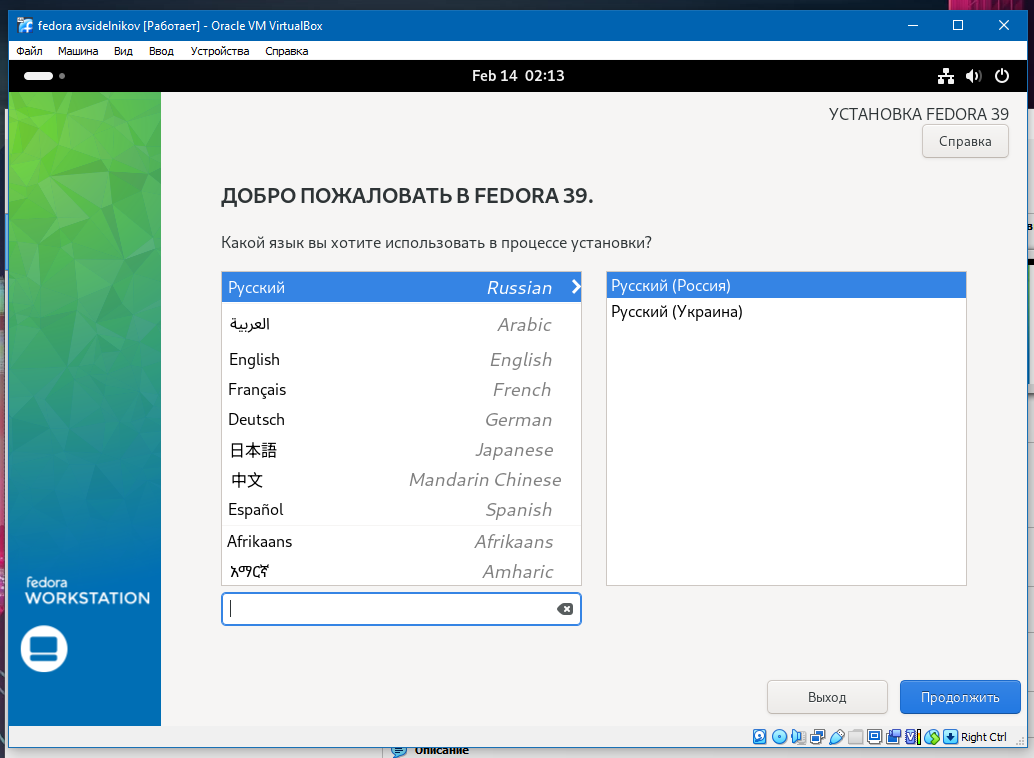 fedora avsidelnikov [Работает] - Oracle VM VirtualBox
Файл Машина Вид Ввод Устройства Справка
Feb 14 02:13
УСТАНОВКА FEDORA 39
Справка
ДОБРО ПОЖАЛОВАТЬ В FEDORA 39.
Какой язык вы хотите использовать в процессе установки?
Русский Russian
العربية Arabic
English English
Français French
Deutsch German
日本語 Japanese
中文 Mandarin Chinese
Español Spanish
Afrikaans Afrikaans
አማርኛ Amharic
Русский (Россия)
Русский (Украина)
fedora
WORKSTATION
Выход Продолжить
Right Ctrl
Описание